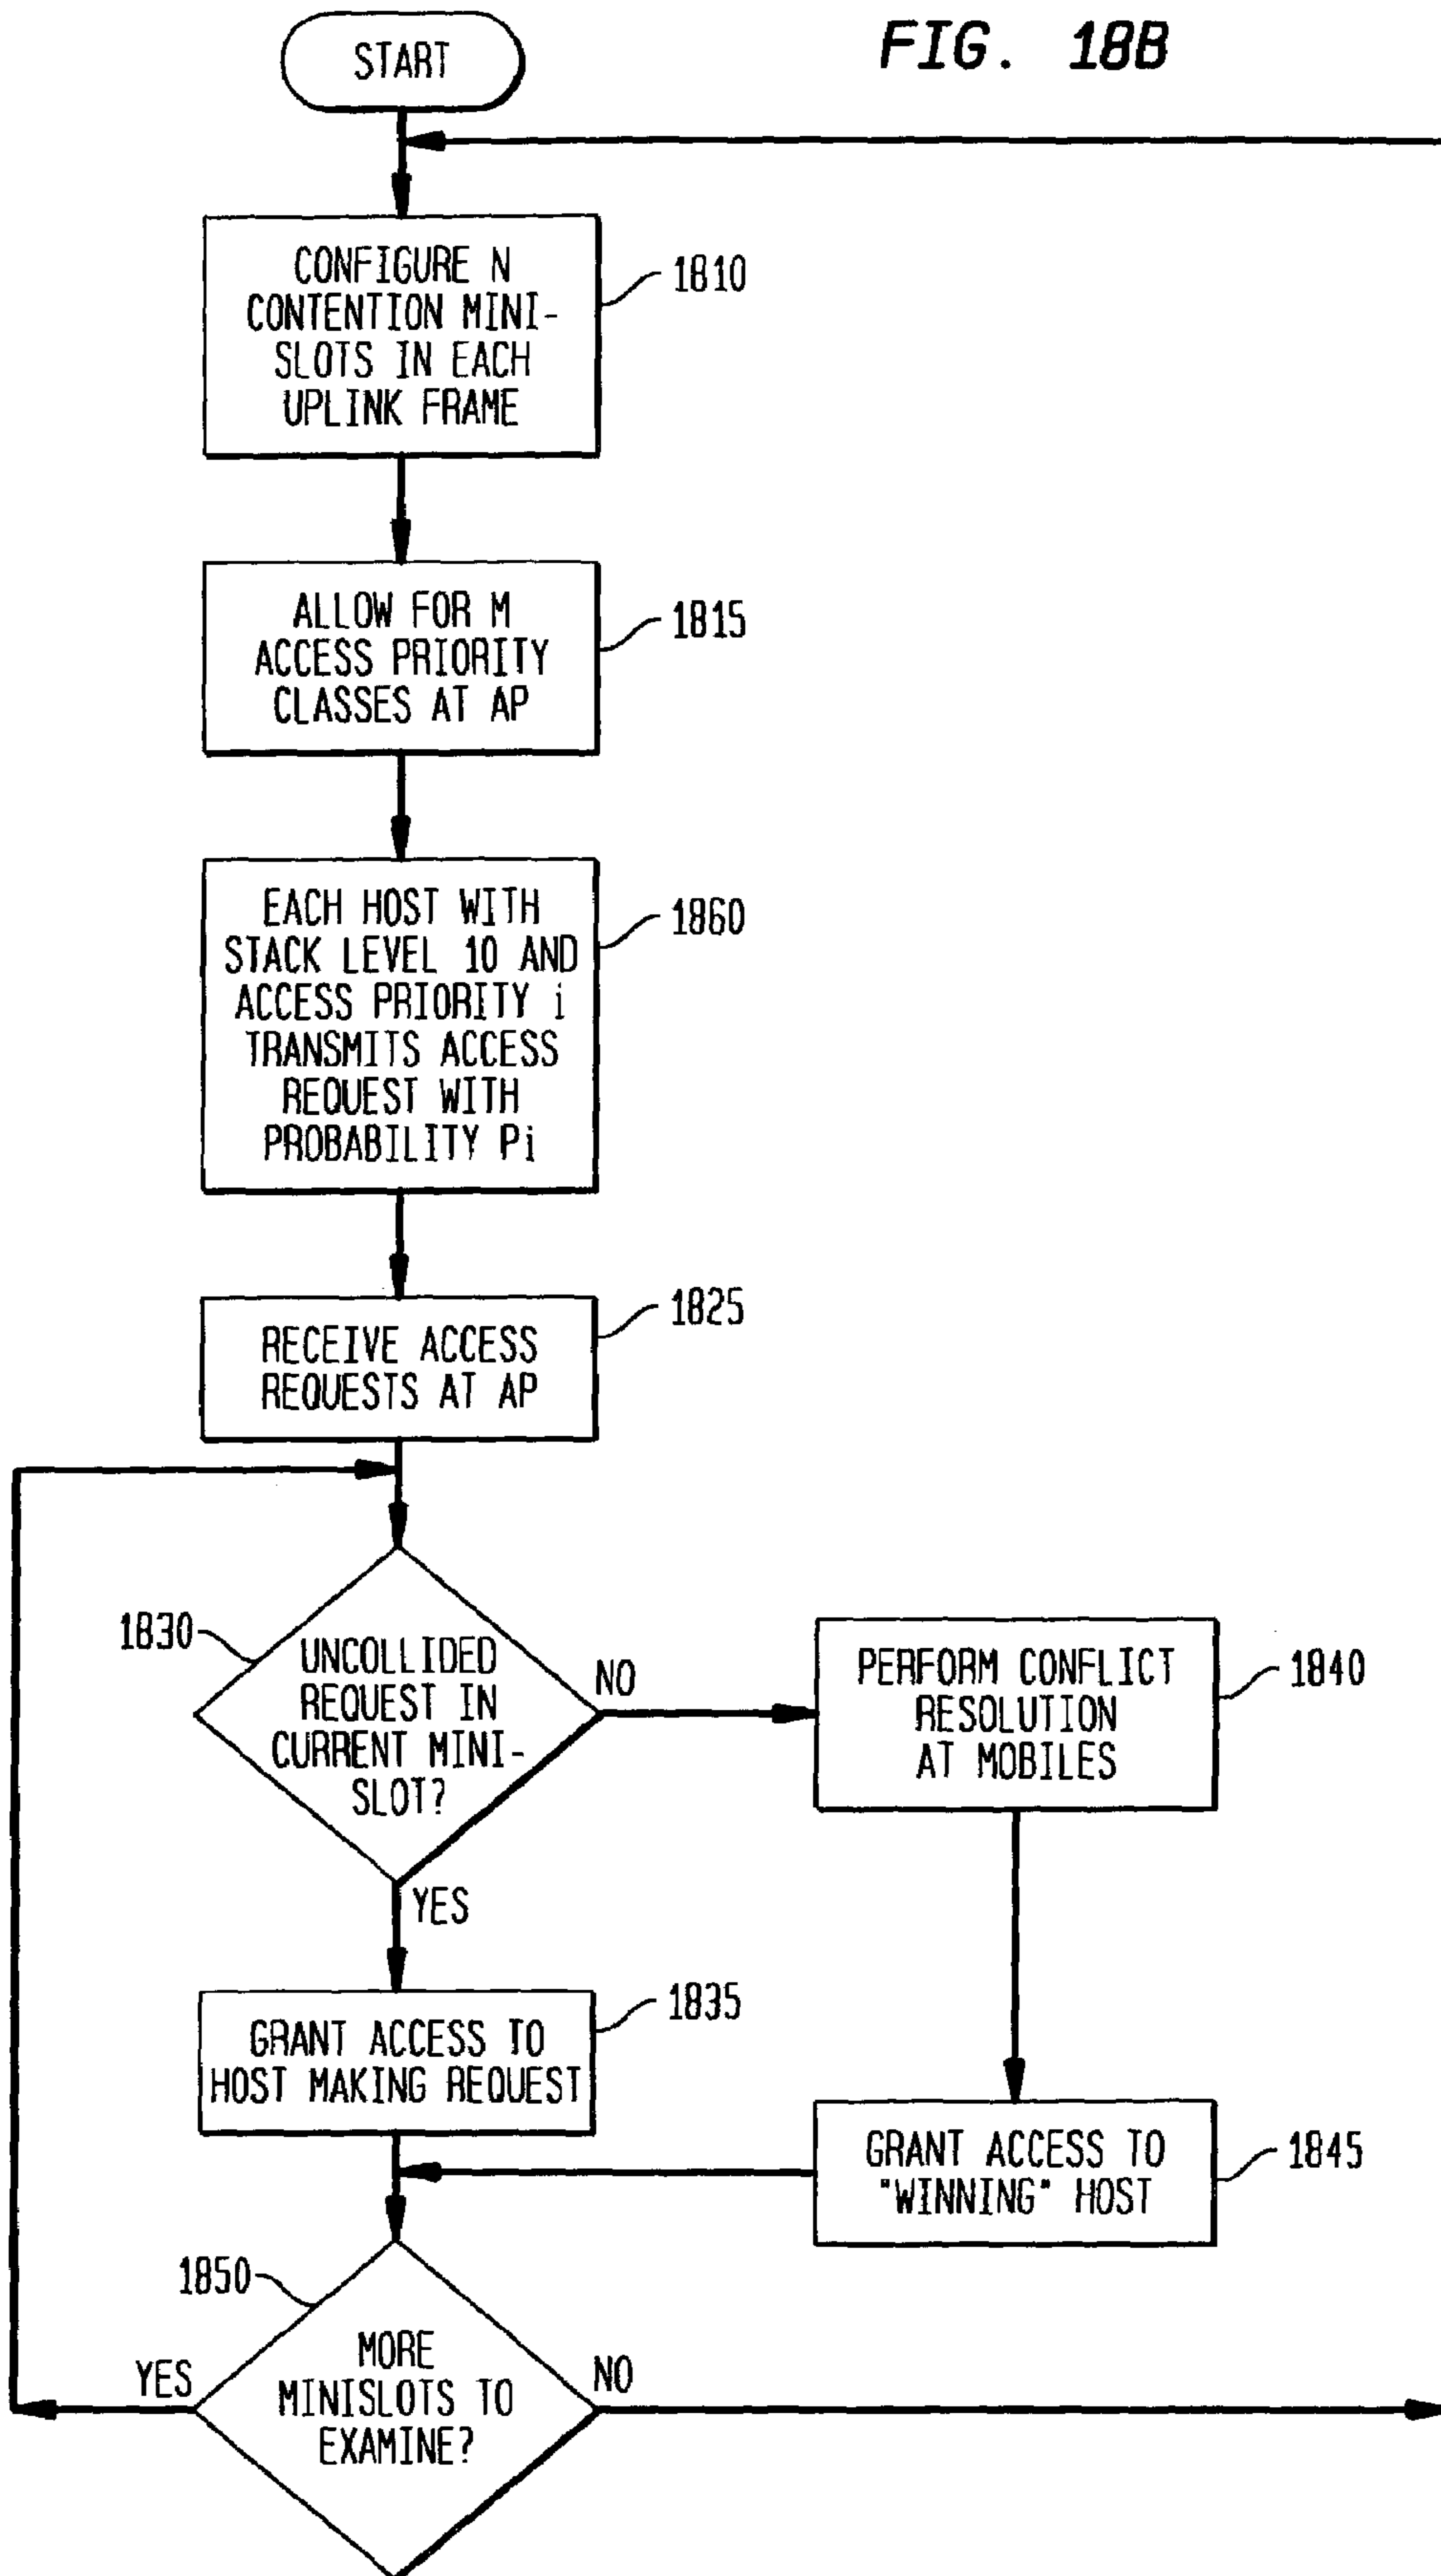 START
FIG. 18B
CONFIGURE N
CONTENTION MINI-
SLOTS IN EACH
UPLINK FRAME
1810
ALLOW FOR M
ACCESS PRIORITY
CLASSES AT AP
1815
EACH HOST WITH
STACK LEVEL 10 AND
ACCESS PRIORITY i
TRANSMITS ACCESS
REQUEST WITH
PROBABILITY Pi
1860
RECEIVE ACCESS
REQUESTS AT AP
1825
1830
UNCOLLIDED
REQUEST IN
CURRENT MINI-
SLOT?
NO
YES
PERFORM CONFLICT
RESOLUTION
AT MOBILES
1840
GRANT ACCESS TO
HOST MAKING REQUEST
1835
GRANT ACCESS TO
"WINNING" HOST
1845
1850
MORE
MINISLOTS TO
EXAMINE?
YES
NO